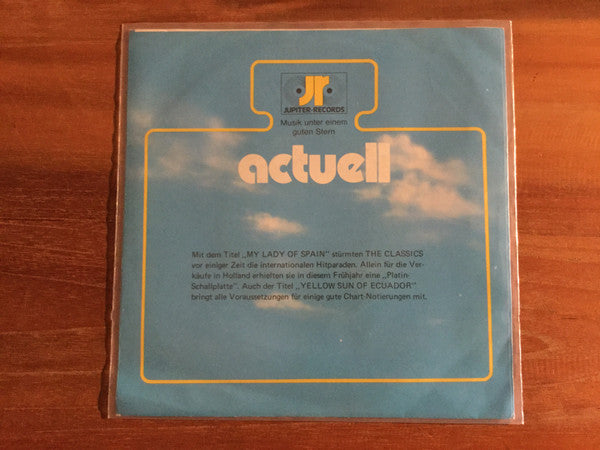 Jr
JUPITER-RECORDS
Musik unter einem
guten Stern
actuell
Mit dem Titel „MY LADY OF SPAIN" stürmten THE CLASSICS
vor einiger Zeit die internationalen Hitparaden. Allein für die Ver-
käufe in Holland erhielten sie in diesem Frühjahr eine „Platin-
Schallplatte". Auch der Titel „YELLOW SUN OF ECUADOR"
bringt alle Voraussetzungen für einige gute Chart-Notierungen mit.